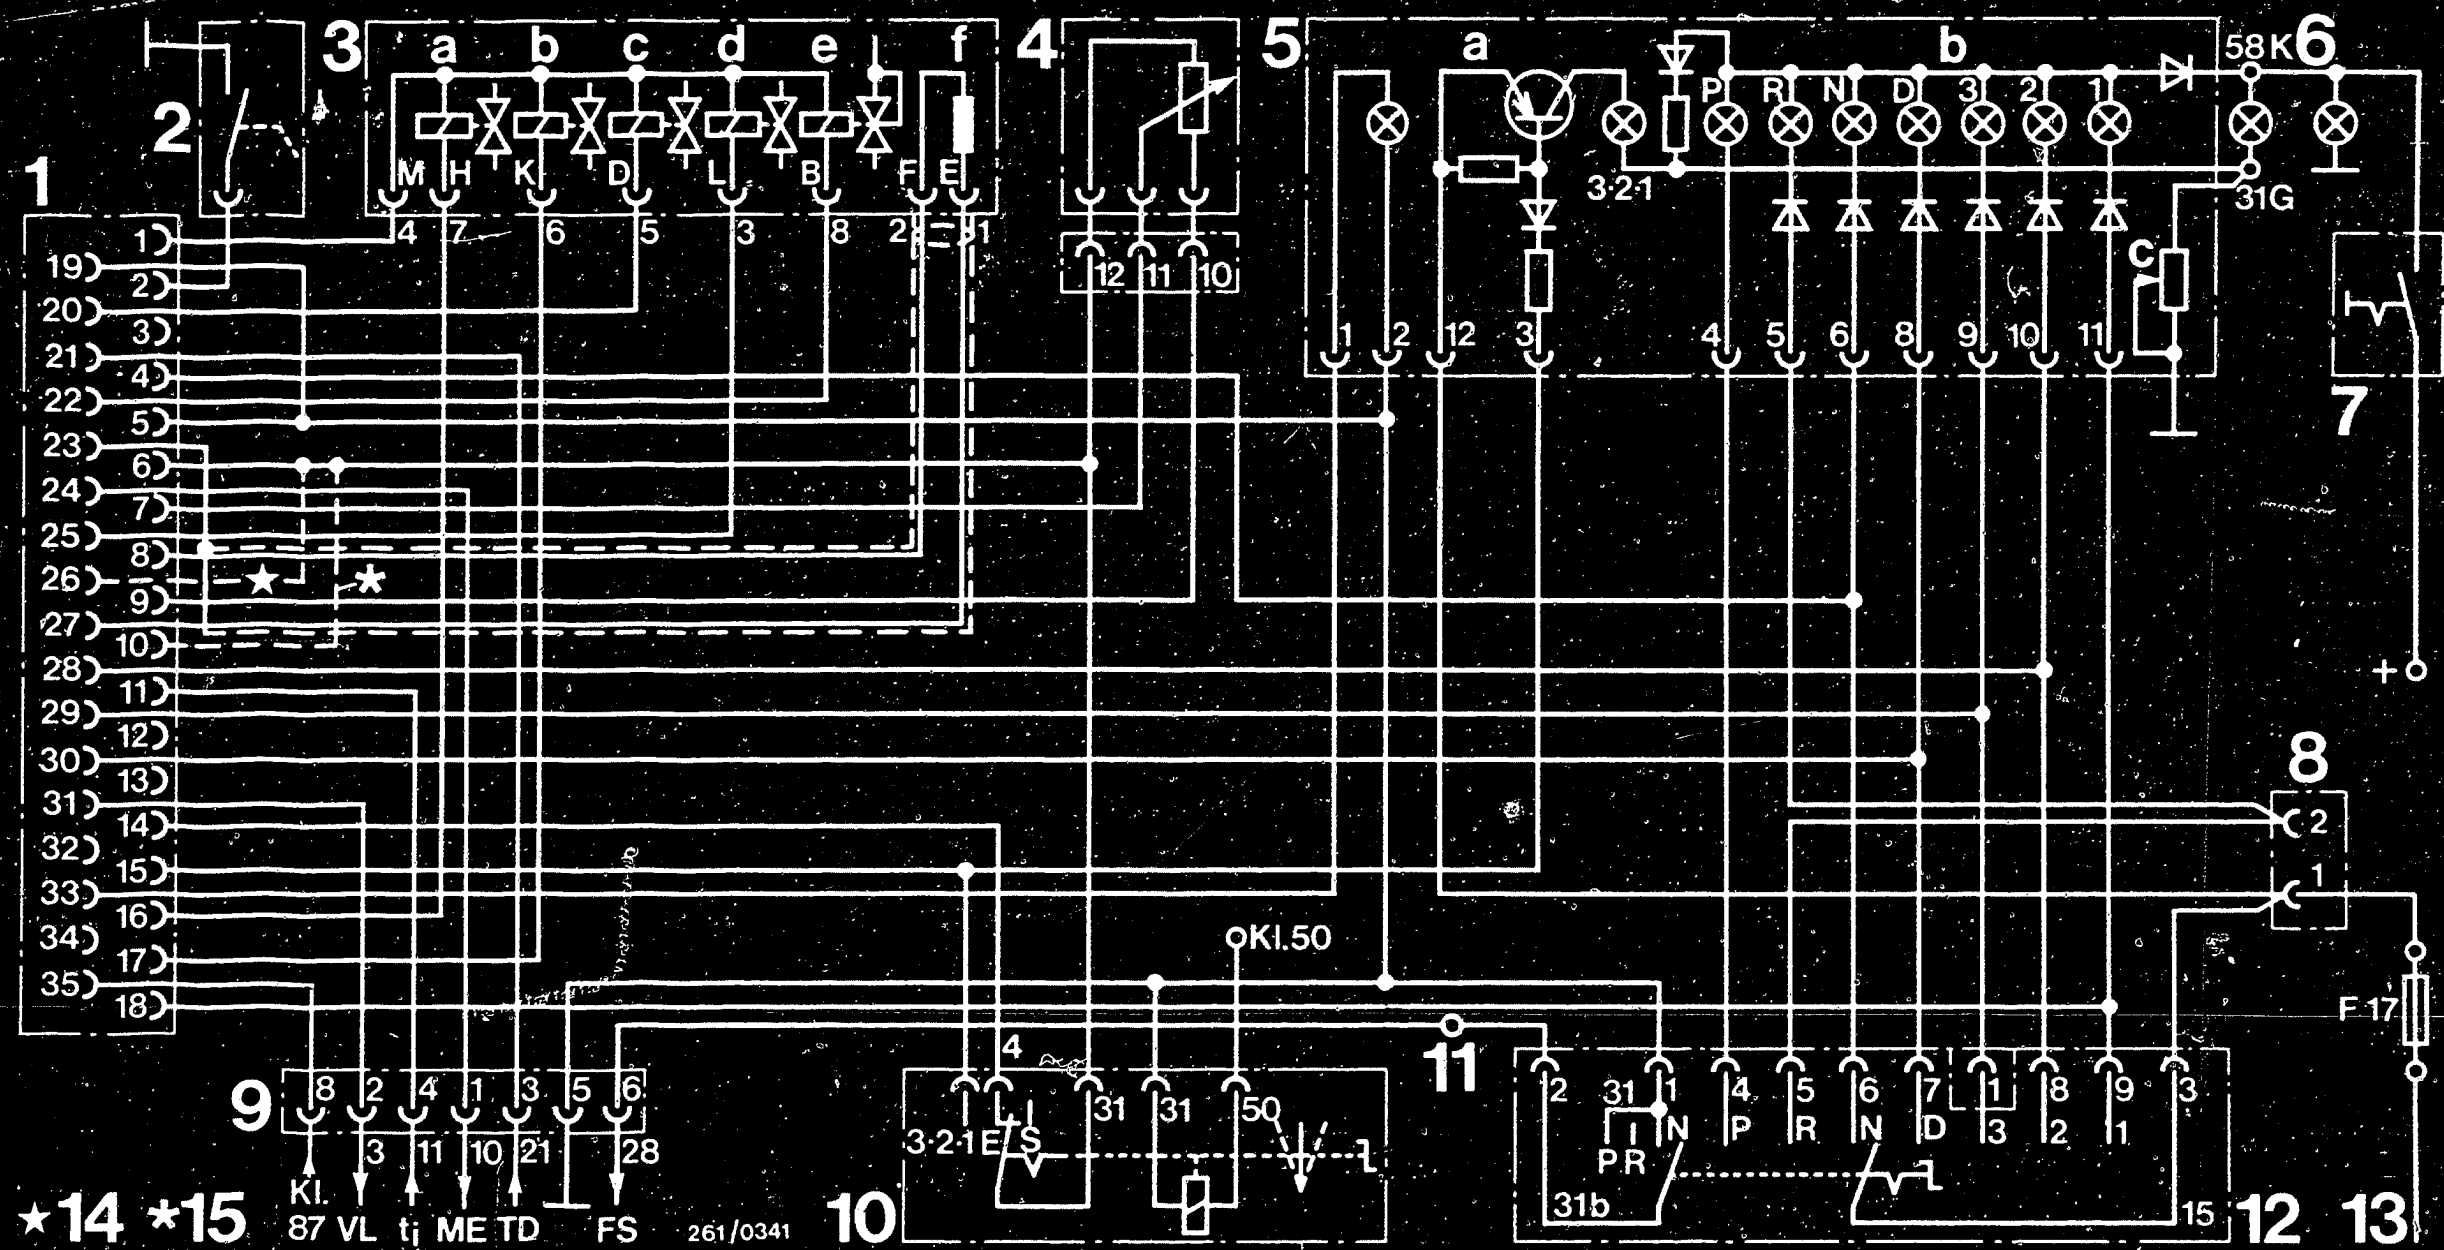 3 a b c d e f 4 5 a b 58K 6
P R N D 3 2 1
2
M H K D L B F E
3·2·1
31G
1
4 7 6 5 3 8 2 1
12 11 10
C
1 2 12 3 4 5 6 8 9 10 11
7
1
19
2
20
3
21
4
22
5
23
6
24
7
25
8
26 ★ *
9
27
10
28
11
29
12
30
13
31
14
32
15
33
16
34
17
35
18
+
8
2
1
Kl.50
F 17
11
9
8 2 4 1 3 5 6
3 11 10 21 28
Kl.
87 VL ti ME TD FS
4
31 31 50
3·2·1 E L S
10
2 31 1 4 5 6 7 1 8 9 3
N P R N D 3 2 1
P R
31b 15
12 13
★14 *15
261/0341